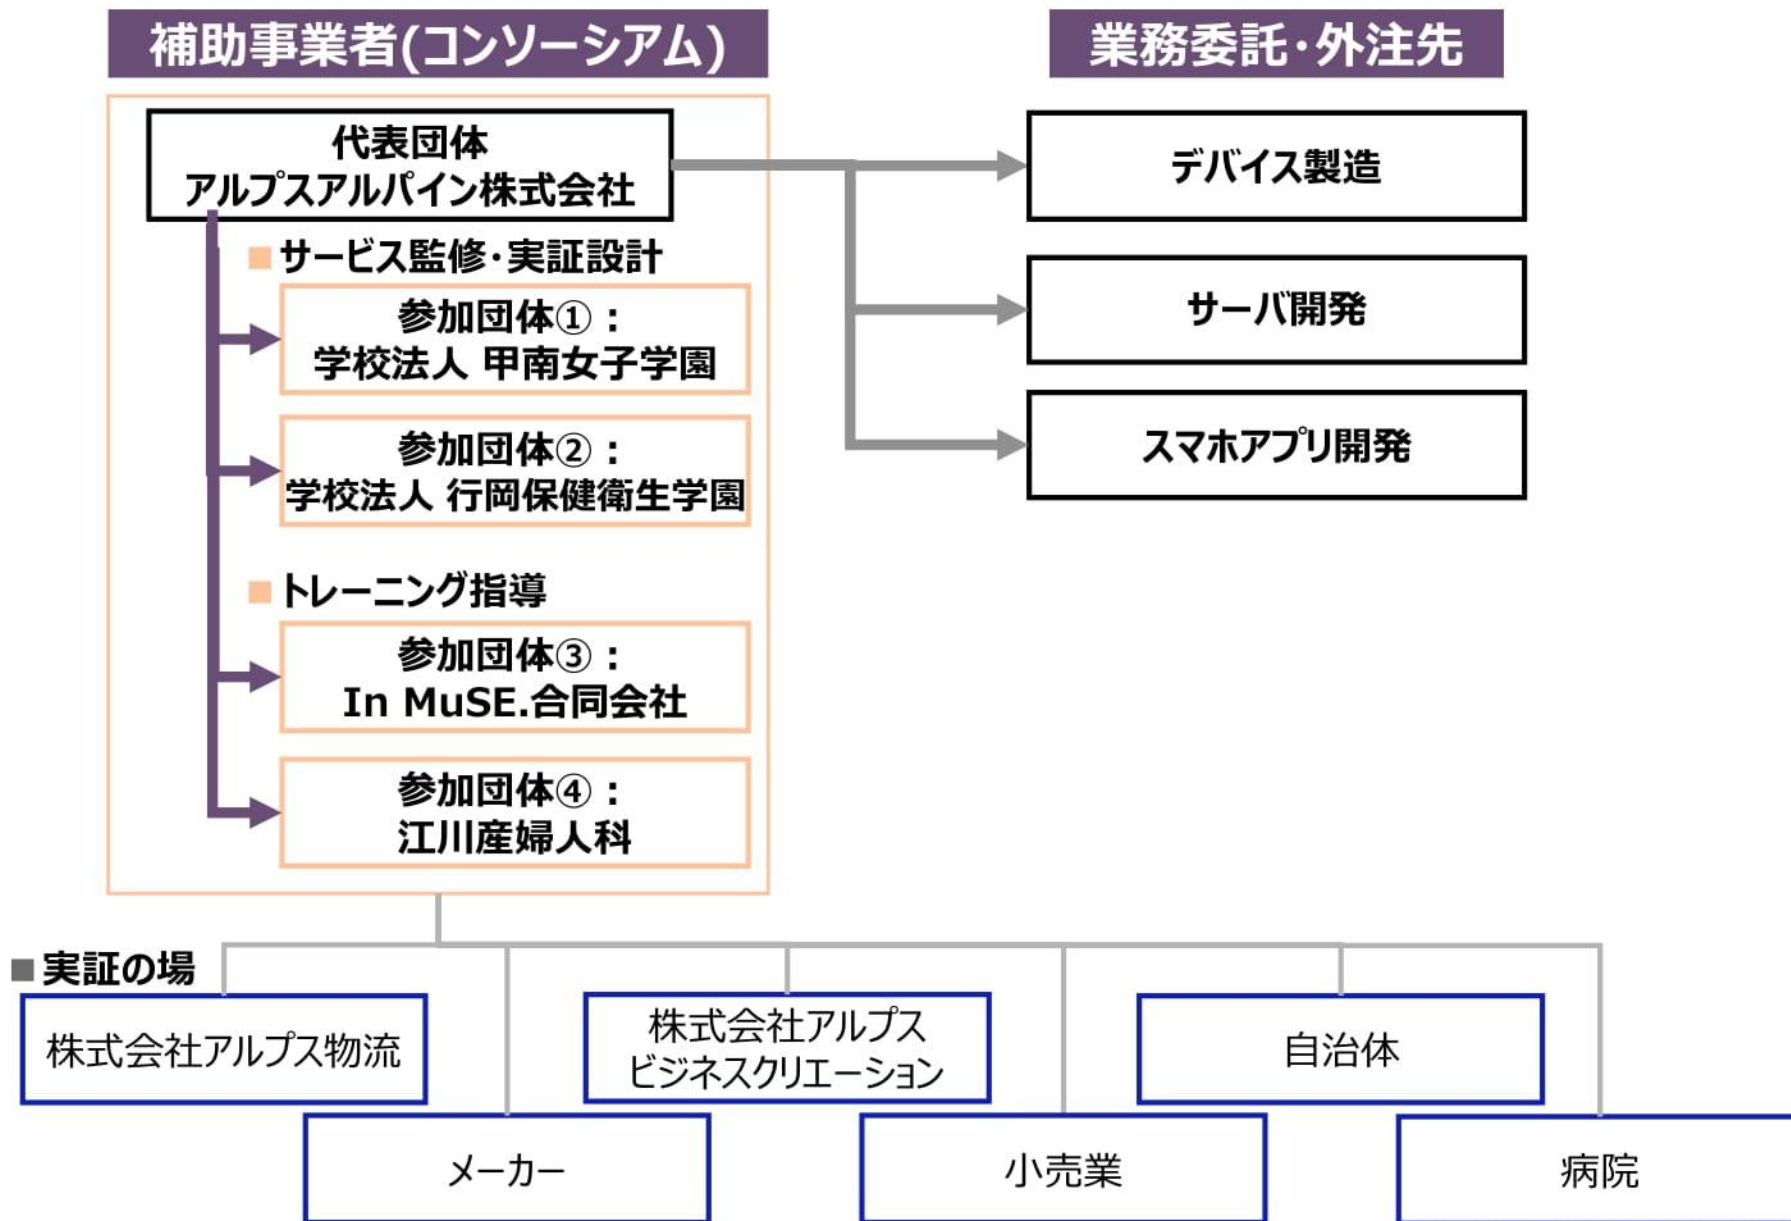 補助事業者(コンソーシアム)
代表団体
アルプスアルパイン株式会社
■サービス監修・実証設計
参加団体①：
学校法人 甲南女子学園
参加団体②：
学校法人 行岡保健衛生学園
■トレーニング指導
参加団体③：
In MuSE.合同会社
参加団体④：
江川産婦人科
業務委託・外注先
デバイス製造
サーバ開発
スマホアプリ開発
■実証の場
株式会社アルプス物流
株式会社アルプス
ビジネスクリエーション
自治体
メーカー
小売業
病院